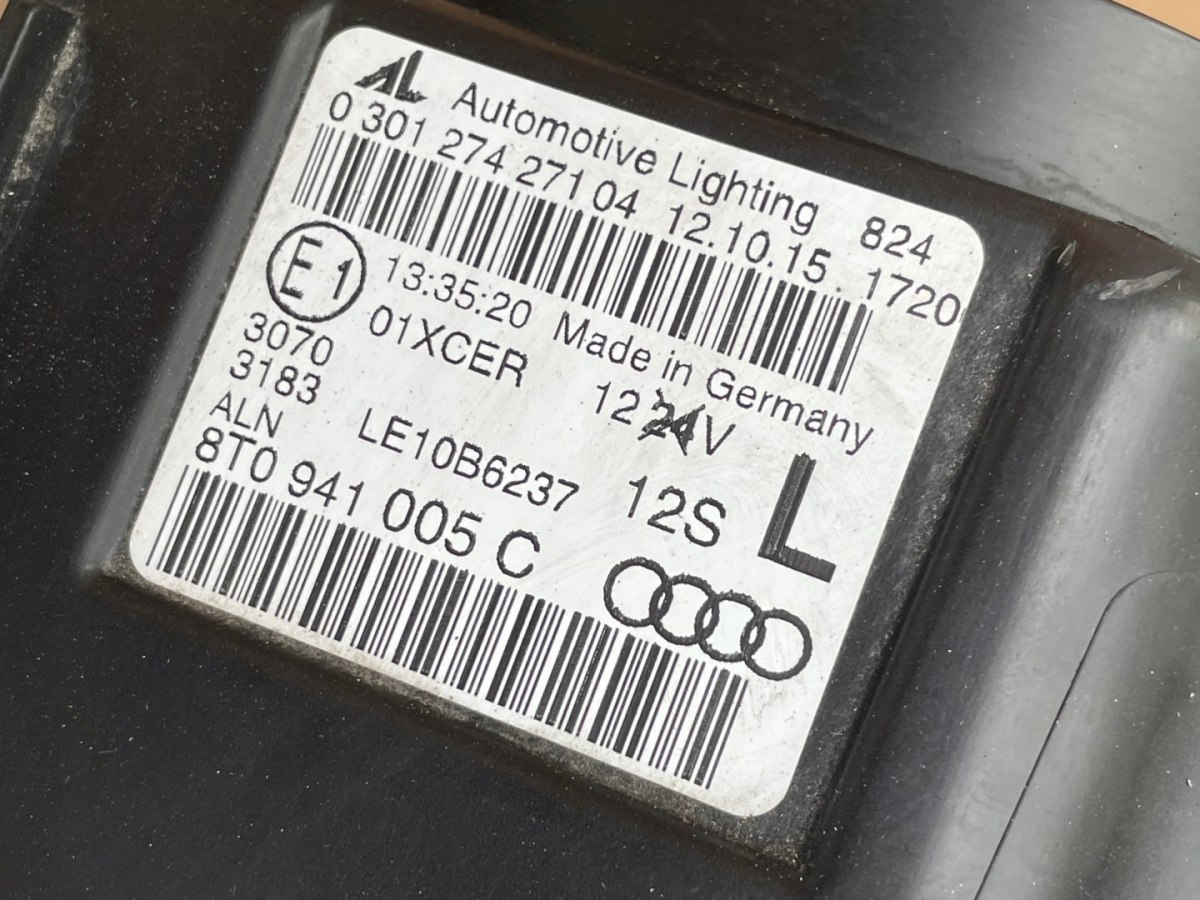 AL Automotive Lighting 824
0 301 274 271 04 12.10.15 1720
E1 13:35:20 Made in Germany
3070 01XCER 12 24V
3183
ALN LE10B6237 12S L
8T0 941 005 C